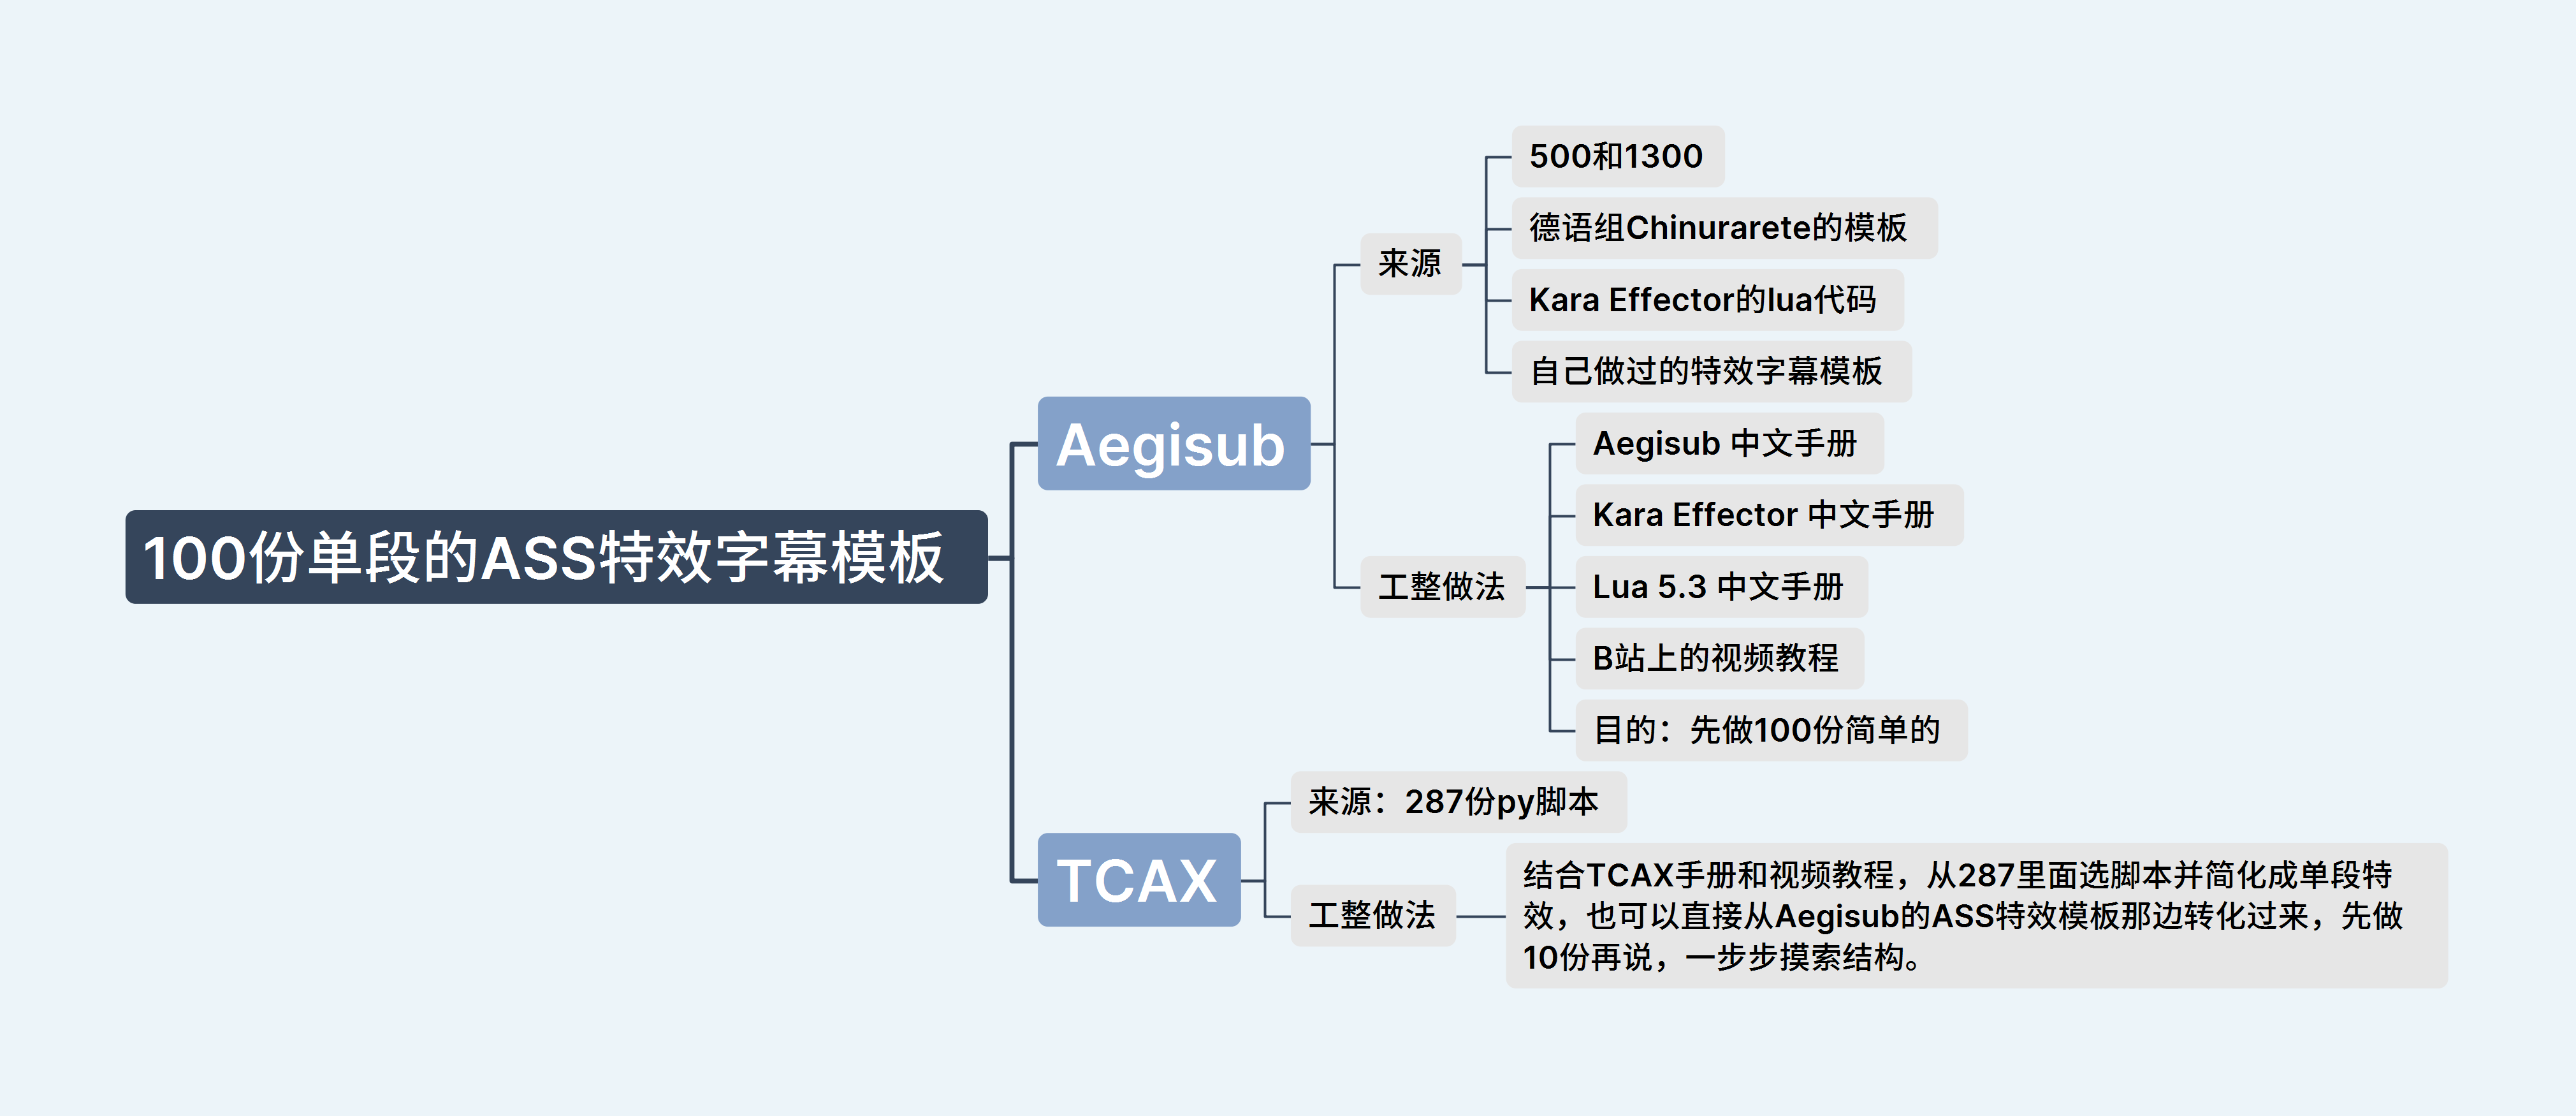 100份单段的ASS特效字幕模板
Aegisub
来源
500和1300
德语组Chinurarete的模板
Kara Effector的lua代码
自己做过的特效字幕模板
工整做法
Aegisub 中文手册
Kara Effector 中文手册
Lua 5.3 中文手册
B站上的视频教程
目的：先做100份简单的
TCAX
来源：287份py脚本
工整做法
结合TCAX手册和视频教程，从287里面选脚本并简化成单段特
效，也可以直接从Aegisub的ASS特效模板那边转化过来，先做
10份再说，一步步摸索结构。